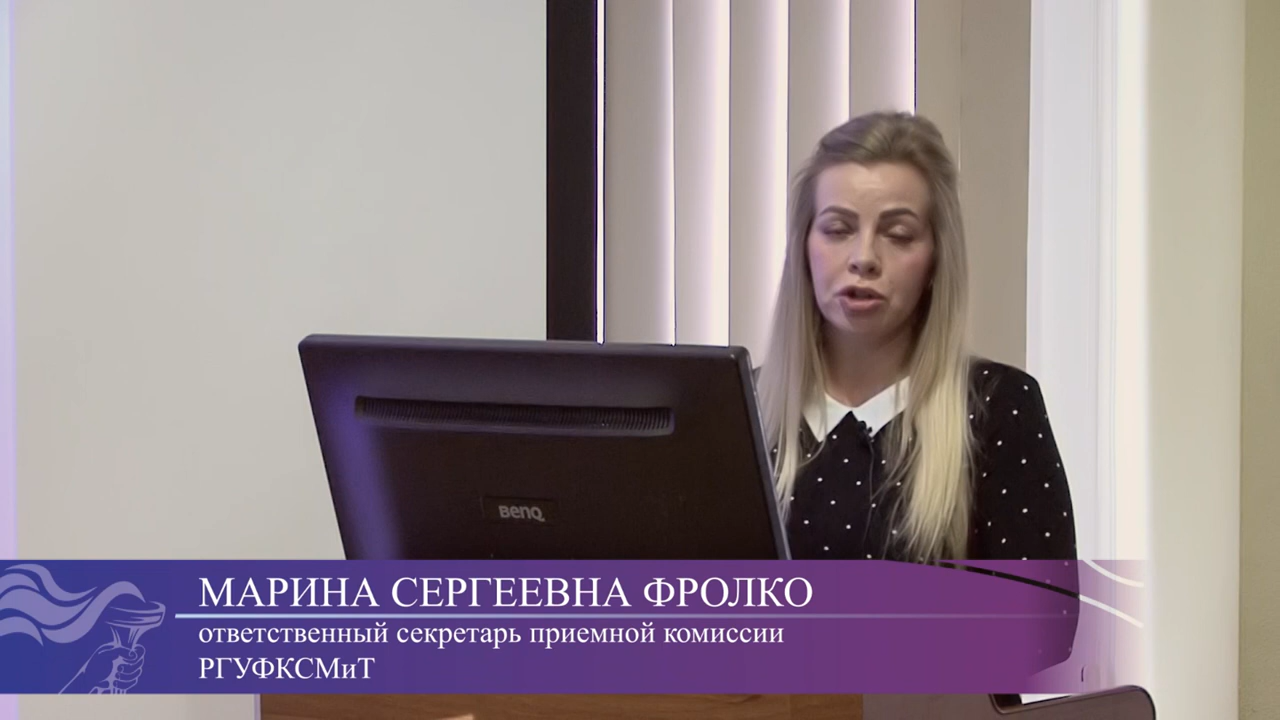 BenQ
МАРИНА СЕРГЕЕВНА ФРОЛКО
ответственный секретарь приемной комиссии
РГУФКСМиТ